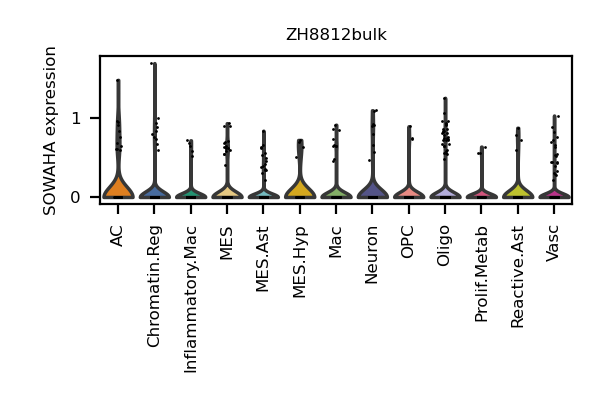 ZH8812bulk
SOWAHA expression
1
0
AC
Chromatin.Reg
Inflammatory.Mac
MES
MES.Ast
MES.Hyp
Mac
Neuron
OPC
Oligo
Prolif.Metab
Reactive.Ast
Vasc